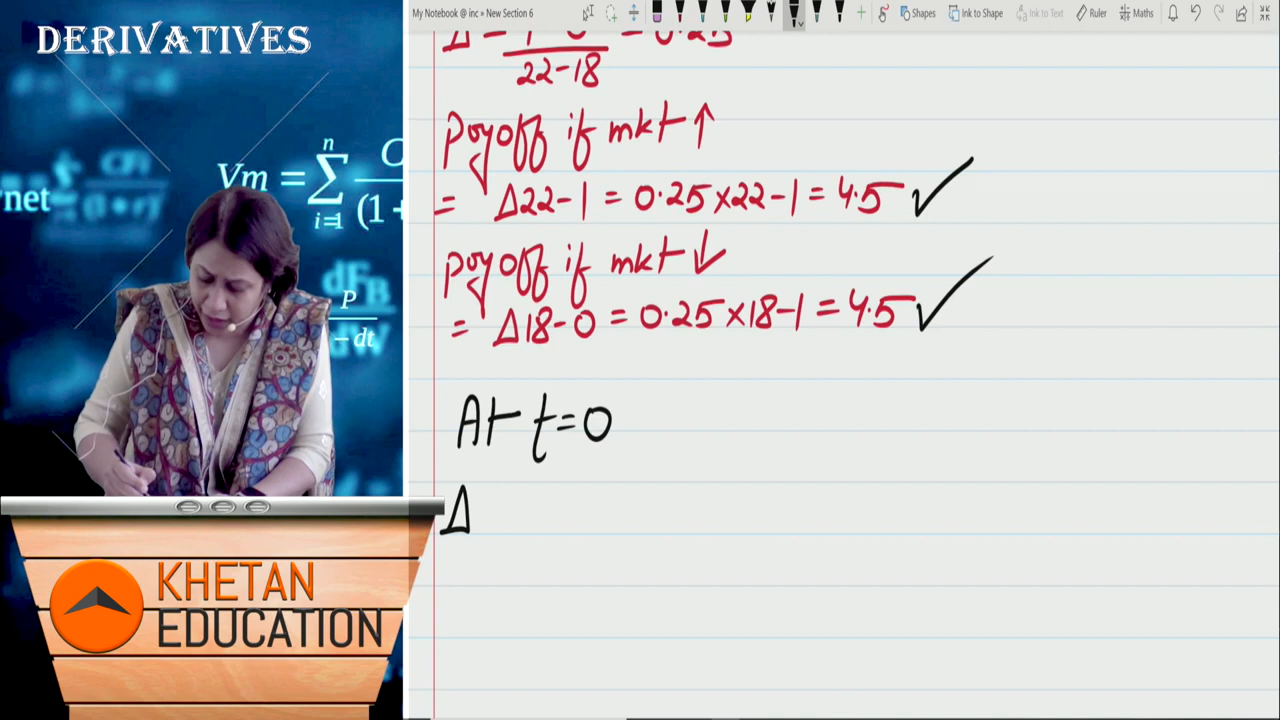 DERIVATIVES
My Notebook @ inc » New Section 6
Shapes
Ink to Shape
Ink to Text
Ruler
Maths
22-18
Payoff if mkt ↑
= Δ22-1 = 0.25×22-1 = 4.5 ✓
Payoff if mkt ↓
= Δ18-0 = 0.25×18-1 = 4.5 ✓
At t=0
Δ
net
Vm = n ∑ i=1
(1+
P
-dt
KHETAN
EDUCATION